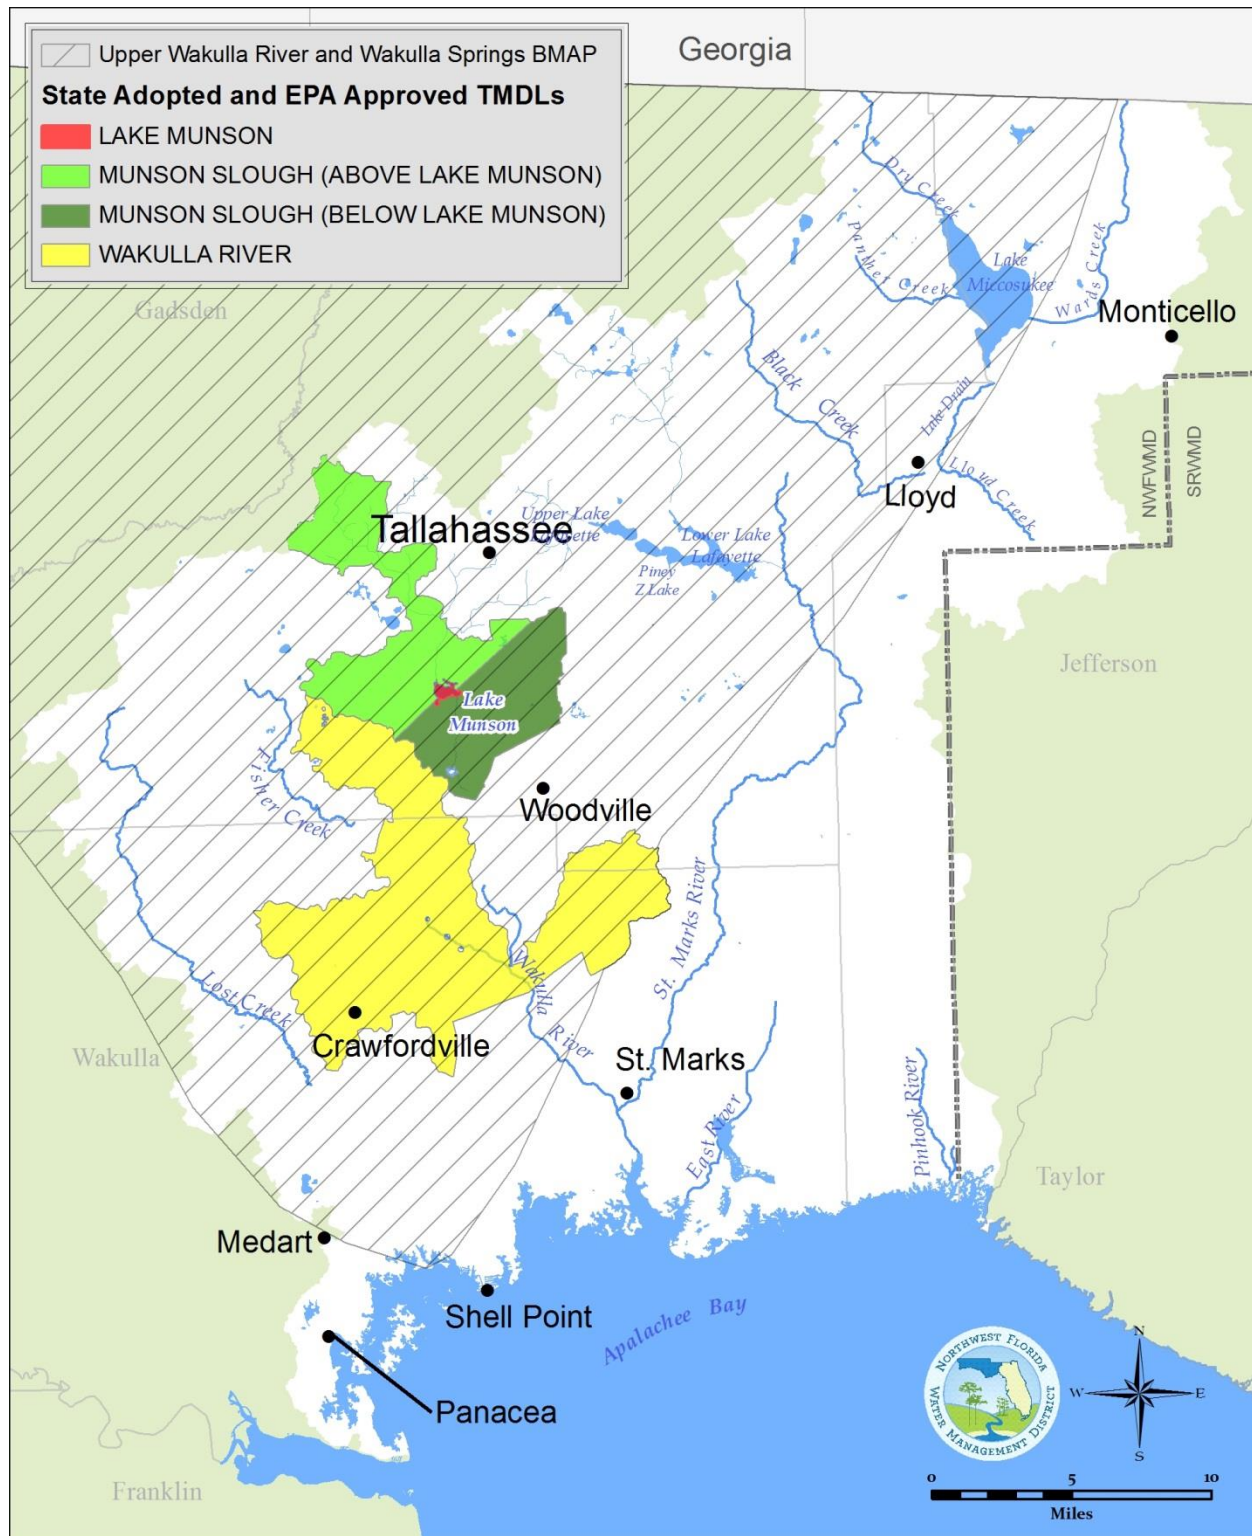 Georgia
Upper Wakulla River and Wakulla Springs BMAP
State Adopted and EPA Approved TMDLs
LAKE MUNSON
MUNSON SLOUGH (ABOVE LAKE MUNSON)
MUNSON SLOUGH (BELOW LAKE MUNSON)
WAKULLA RIVER
Gadsden
Dry Creek
Panther Creek
Lake
Miccosukee
Wards Creek
Monticello
Black Creek
Lake Drain
Lloyd
Lloyd Creek
NWFWMD
SRWMD
Tallahassee
Upper Lake
Lafayette
Lower Lake
Lafayette
Piney
Z Lake
Jefferson
Lake
Munson
Fisher Creek
Woodville
St. Marks River
Wakulla River
Lost Creek
Crawfordville
Wakulla
St. Marks
East River
Pinhook River
Taylor
Medart
Shell Point
Apalachee Bay
Panacea
Franklin
NORTHWEST FLORIDA
WATER MANAGEMENT DISTRICT
N
W
E
S
0 5 10
Miles